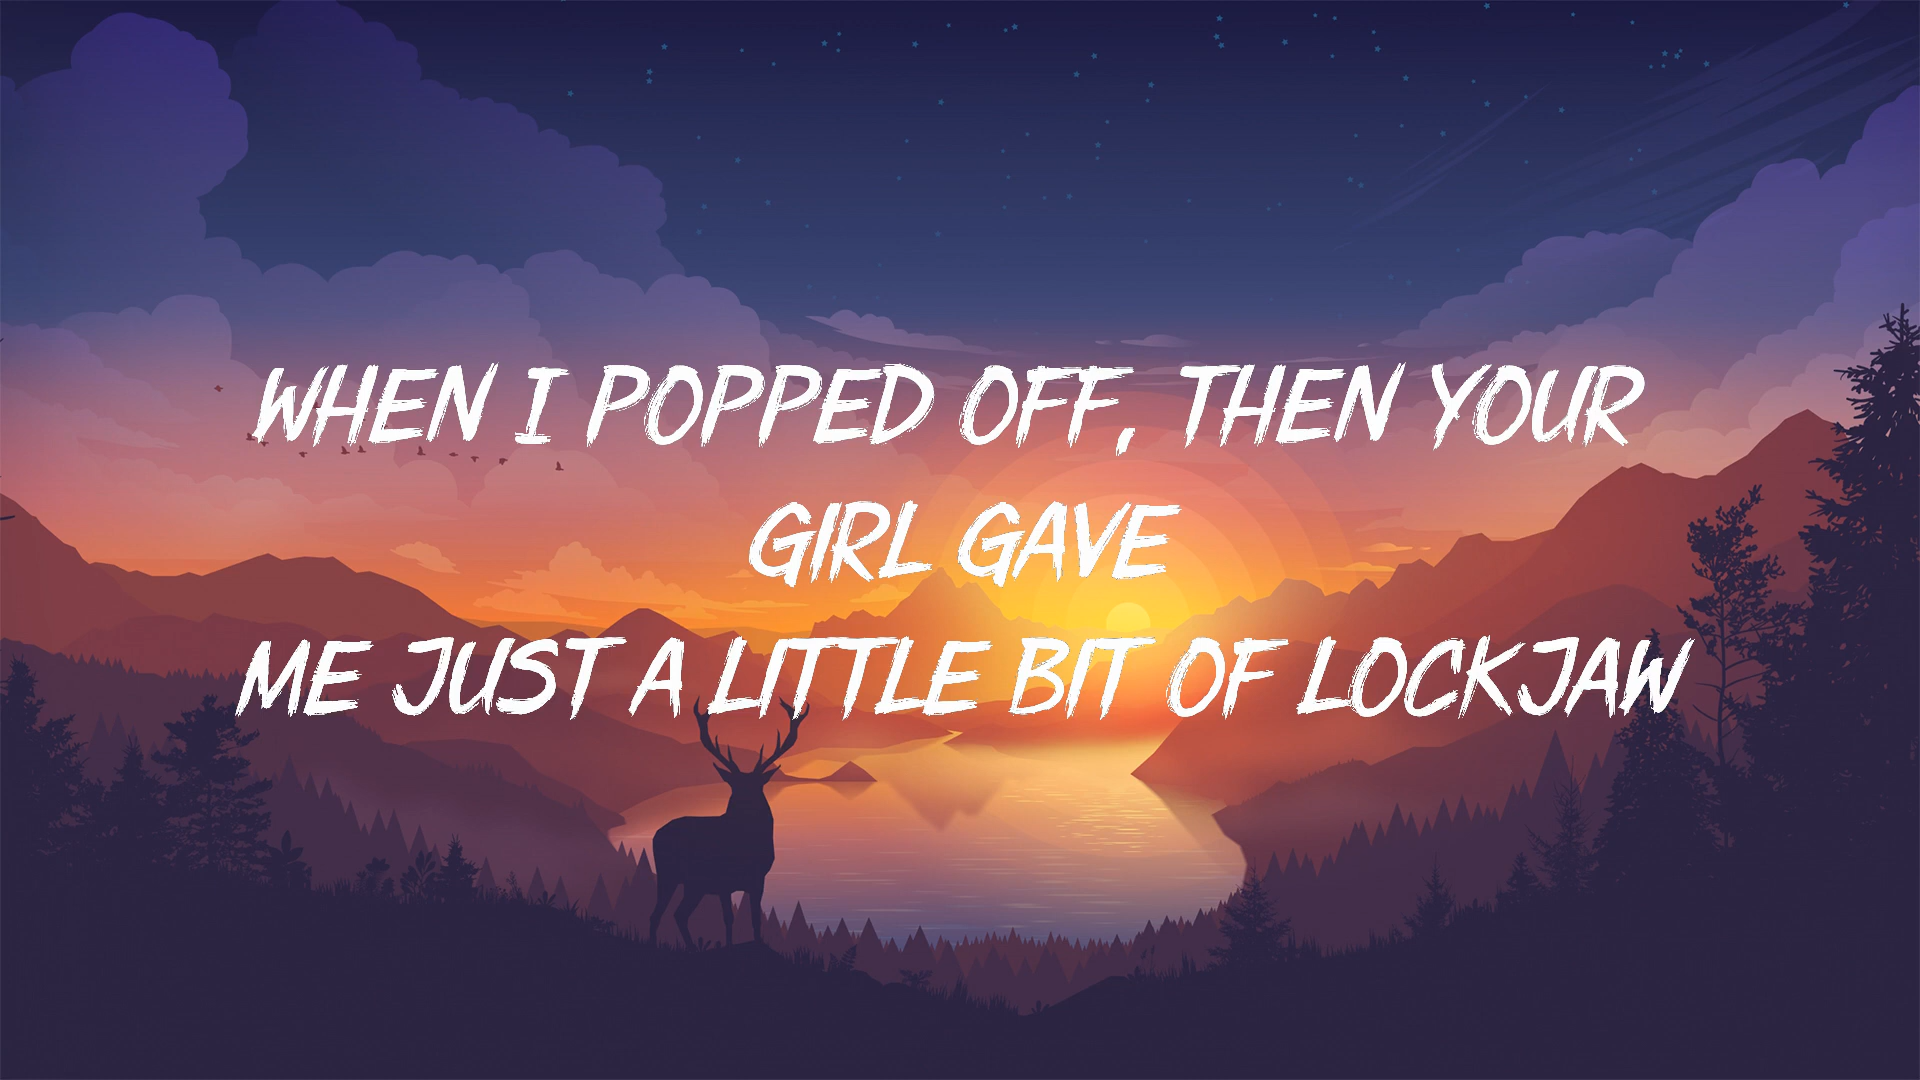 WHEN I POPPED OFF, THEN YOUR
GIRL GAVE
ME JUST A LITTLE BIT OF LOCKJAW